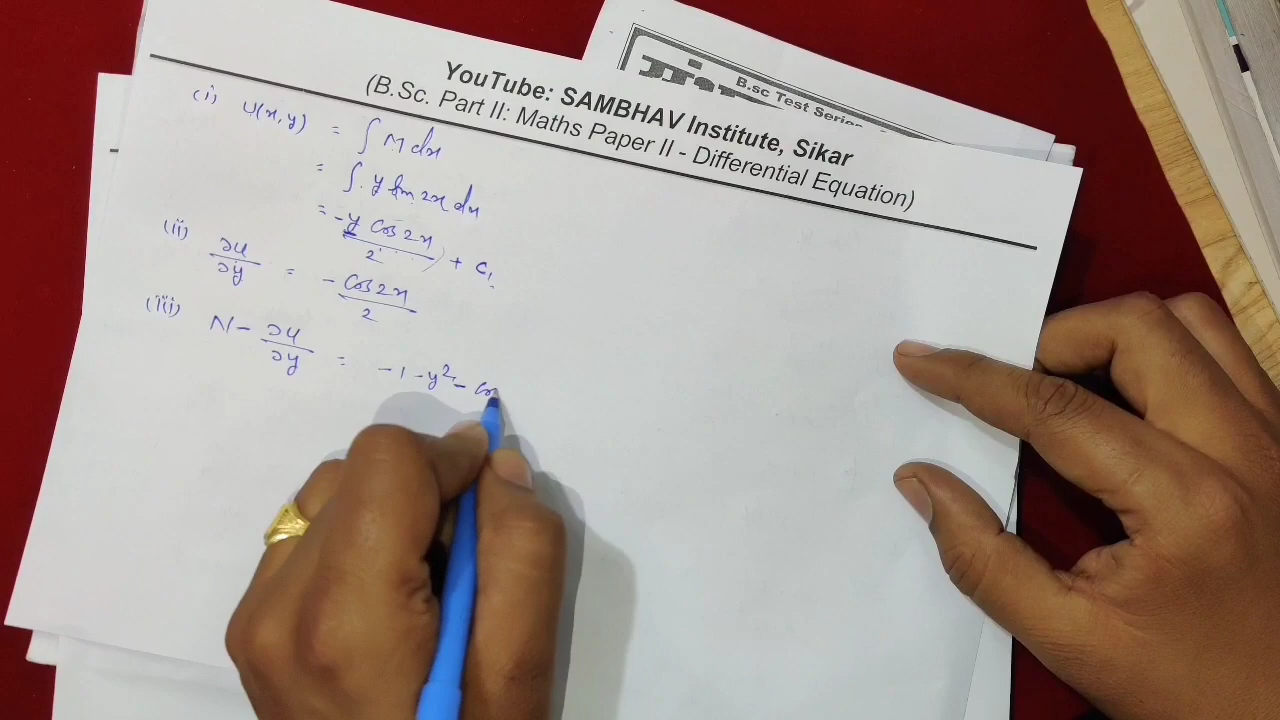 B.sc Test Series
YouTube: SAMBHAV Institute, Sikar
(B.Sc. Part II: Maths Paper II - Differential Equation)
(i) U(x,y) = ∫ M dx
= ∫ y sin 2x dx
= -y cos 2x / 2 + C₁
(ii) ∂u/∂y = - cos 2x / 2
(iii) N - ∂u/∂y = -1 - y² - cos